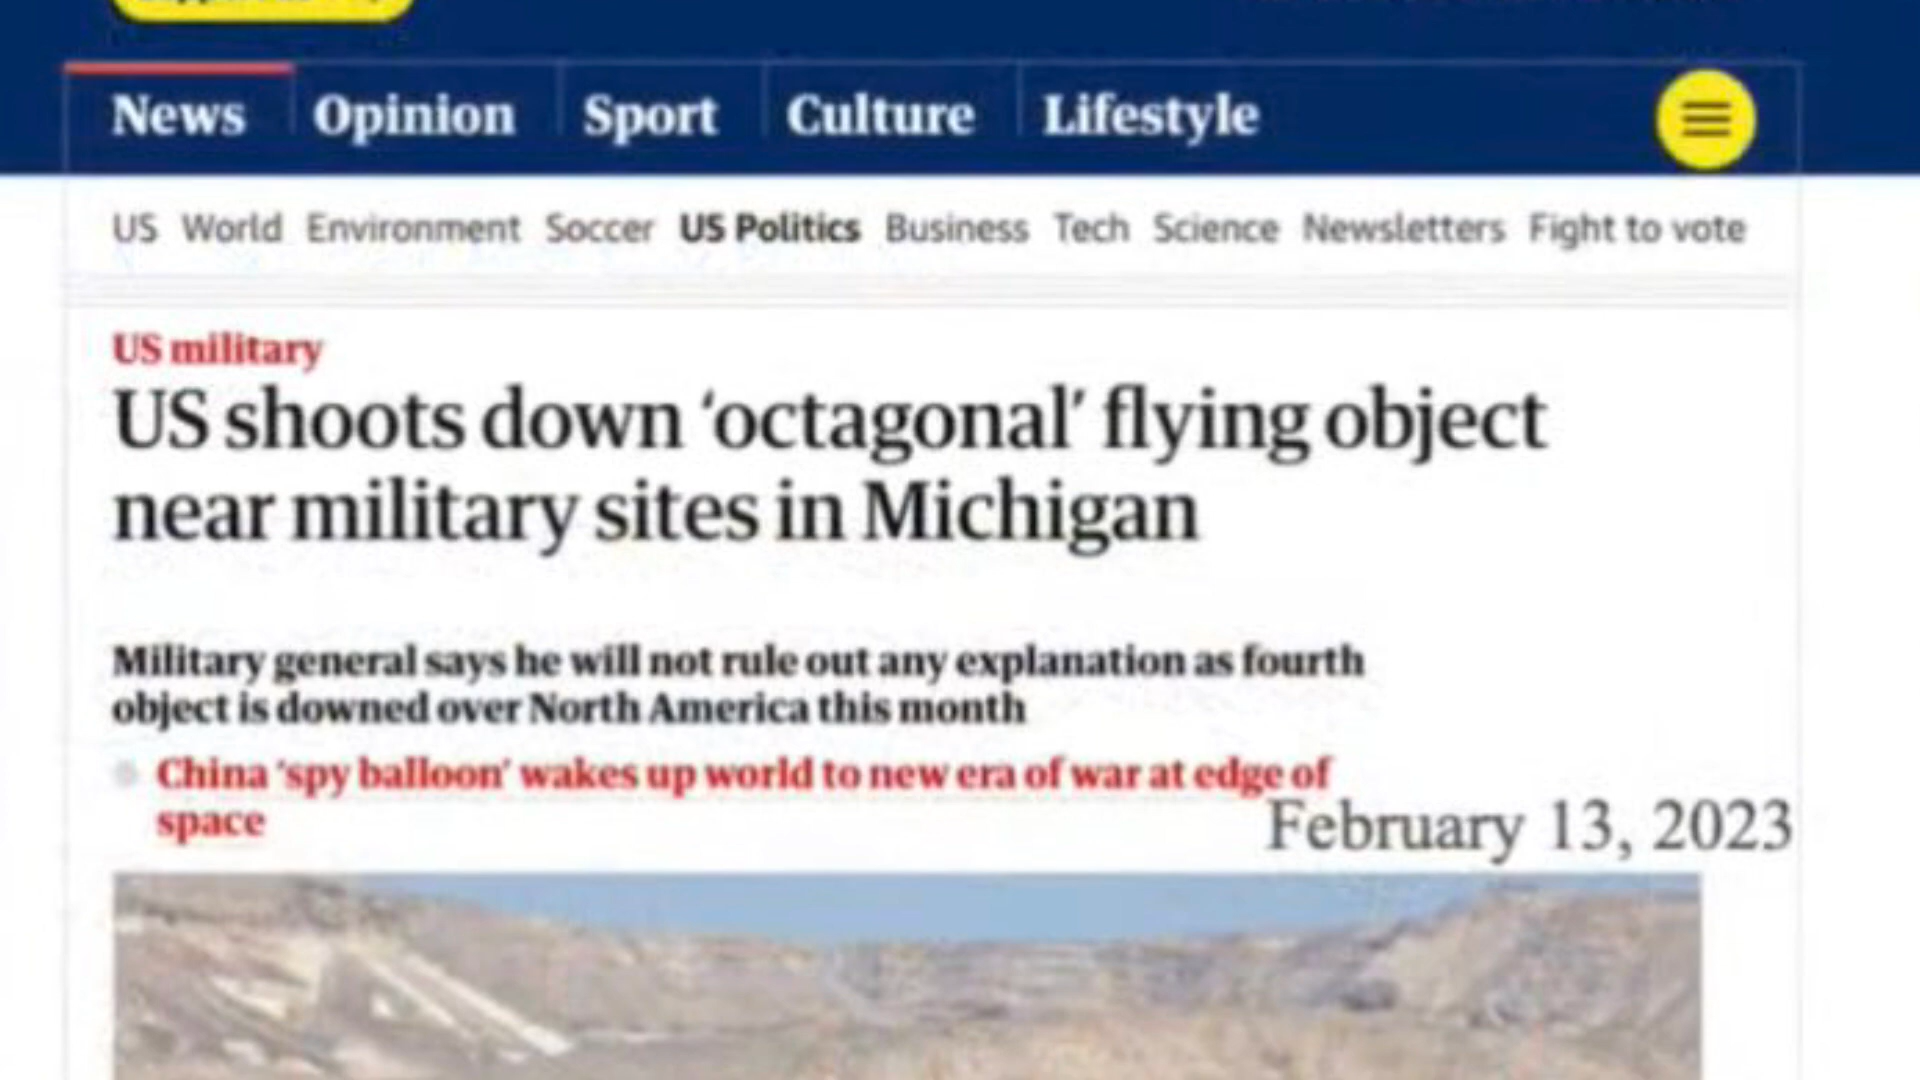 News Opinion Sport Culture Lifestyle
US World Environment Soccer US Politics Business Tech Science Newsletters Fight to vote
US military
US shoots down ‘octagonal’ flying object
near military sites in Michigan
Military general says he will not rule out any explanation as fourth
object is downed over North America this month
China ‘spy balloon’ wakes up world to new era of war at edge of
space
February 13, 2023